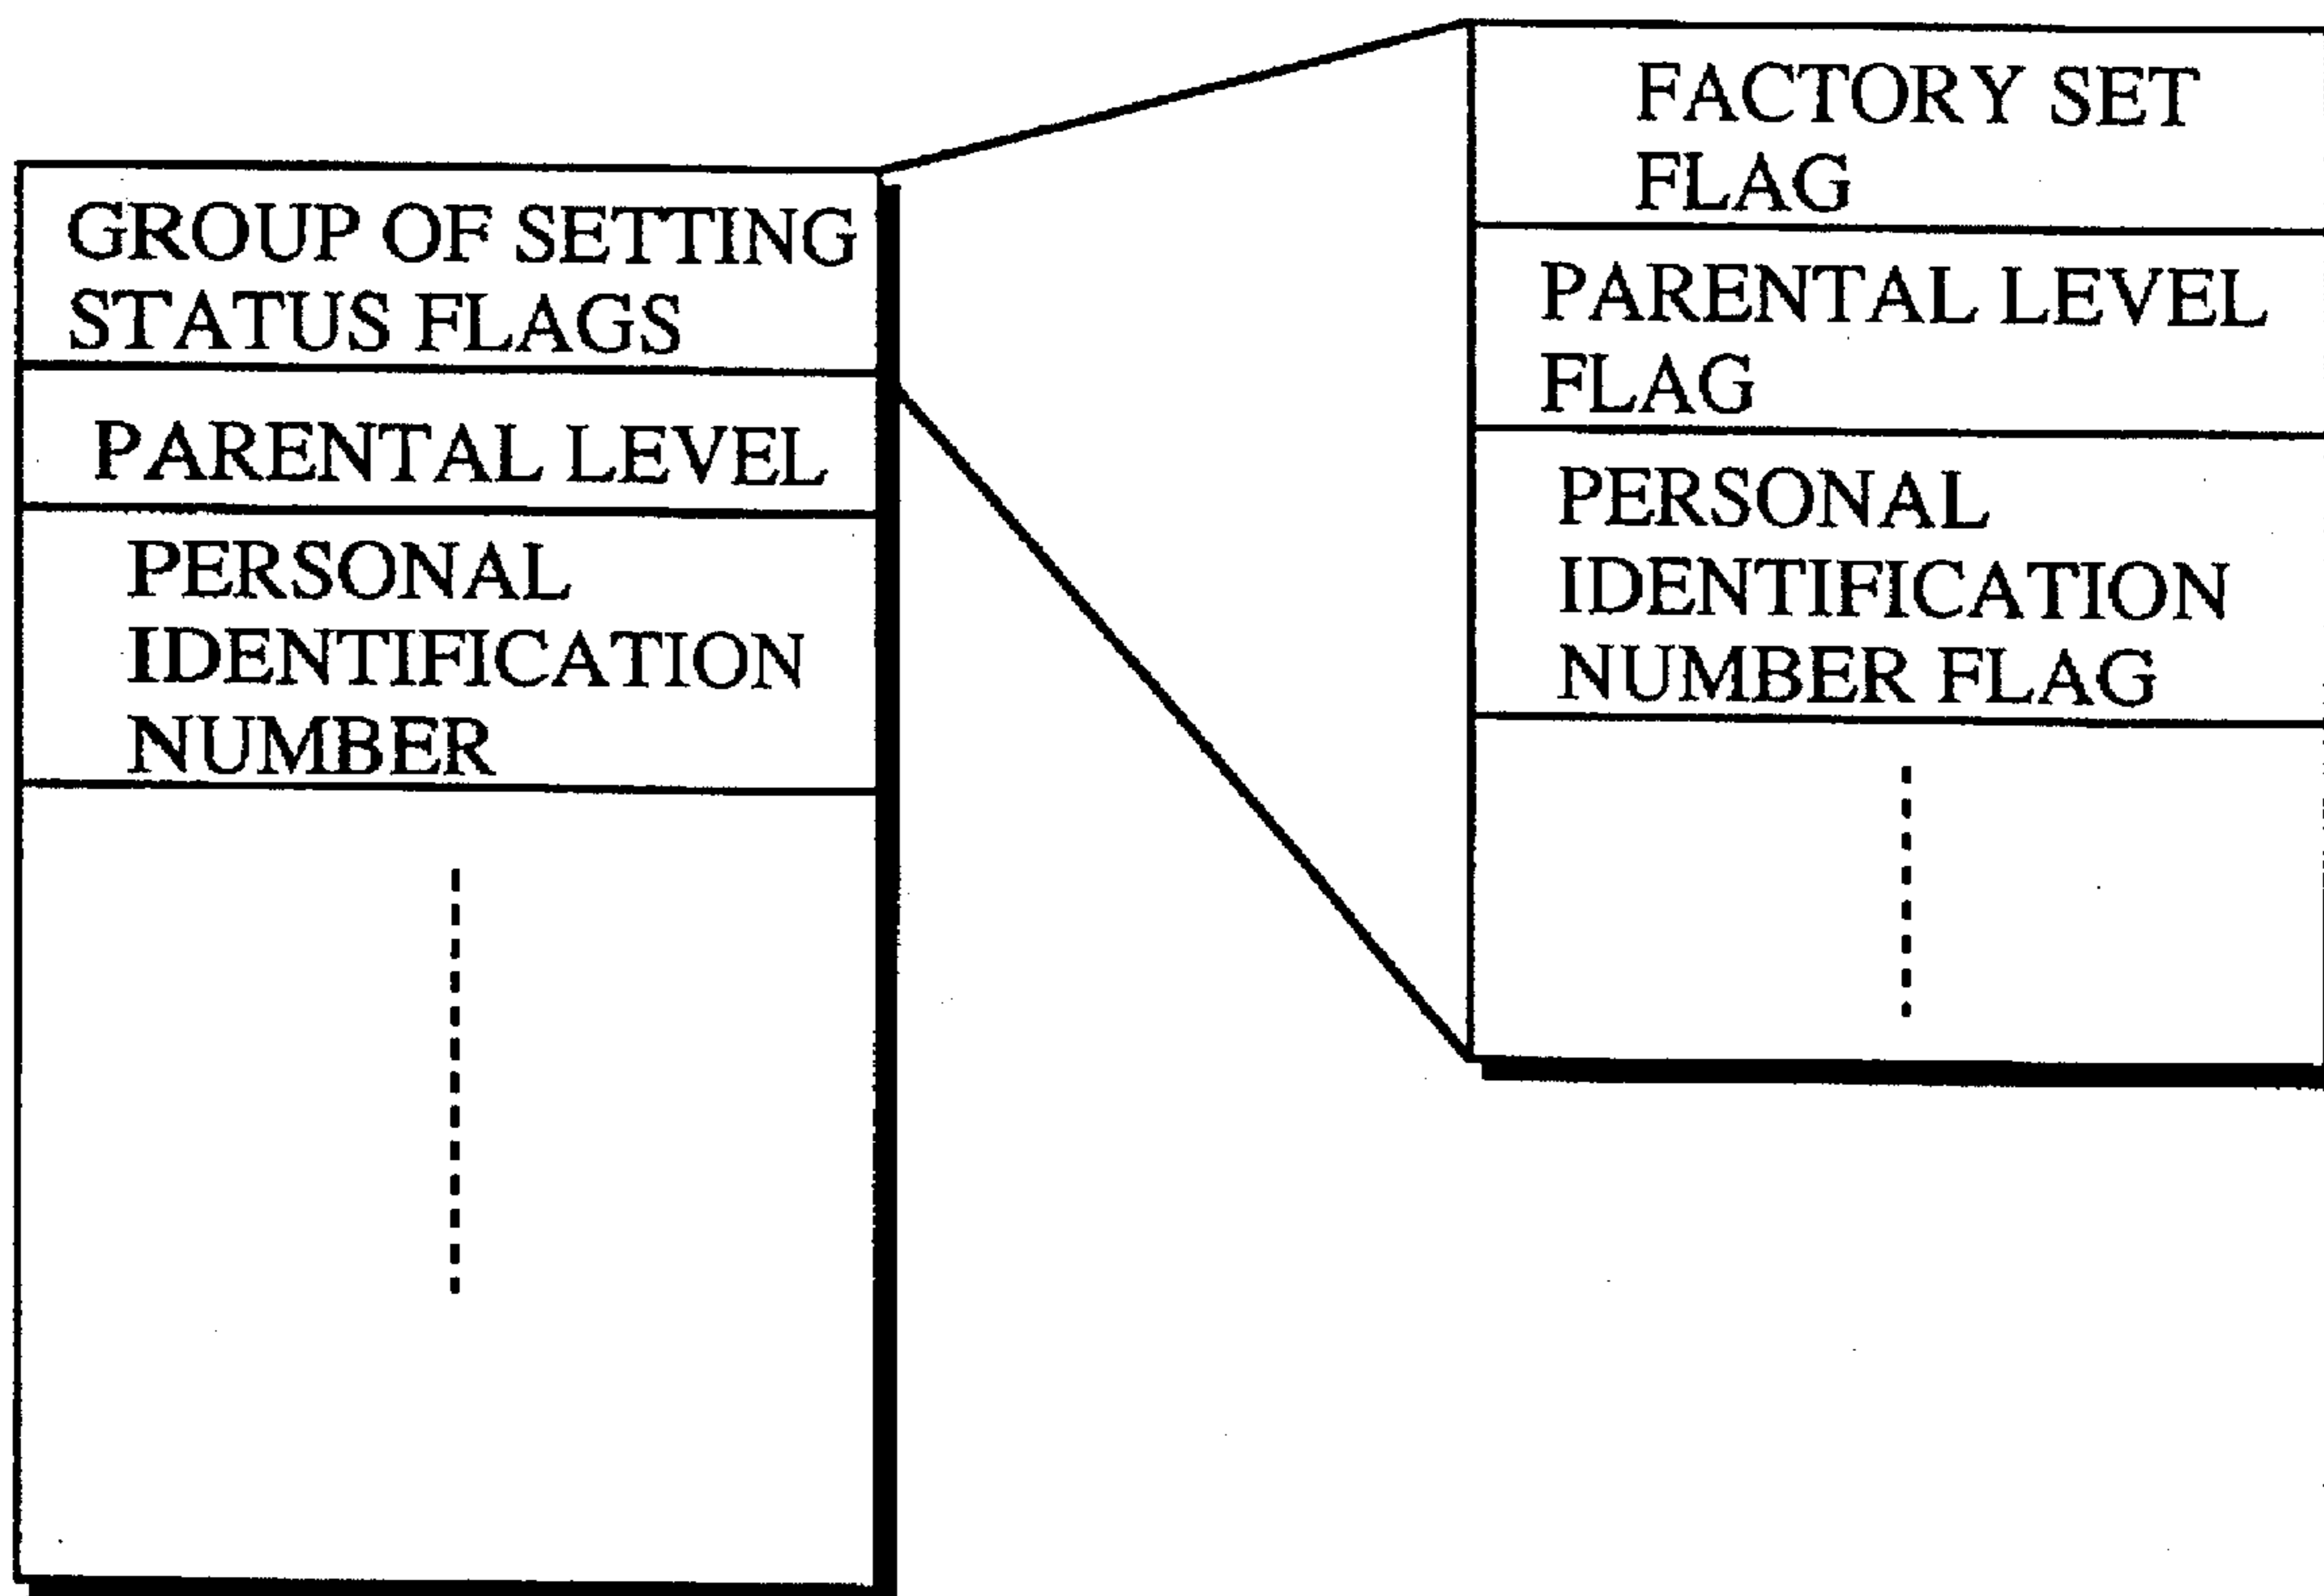 GROUP OF SETTING
STATUS FLAGS
PARENTAL LEVEL
PERSONAL
IDENTIFICATION
NUMBER
FACTORY SET
FLAG
PARENTAL LEVEL
FLAG
PERSONAL
IDENTIFICATION
NUMBER FLAG